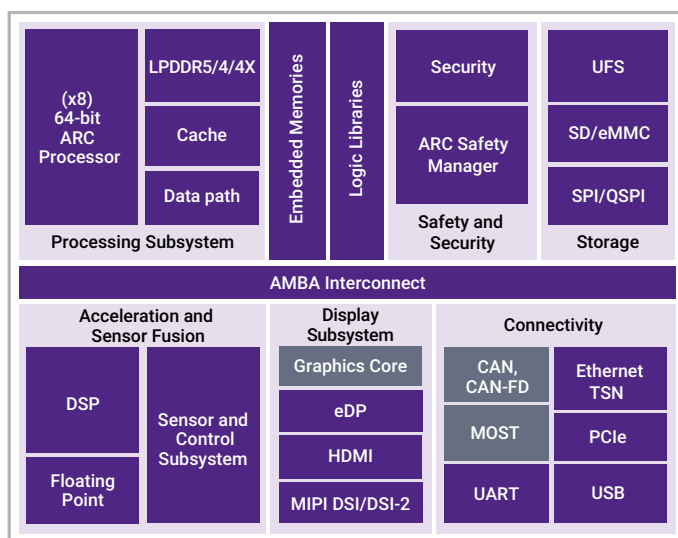 (x8)
64-bit
ARC
Processor
LPDDR5/4/4X
Cache
Data path
Processing Subsystem
Embedded Memories
Logic Libraries
Security
ARC Safety
Manager
Safety and
Security
UFS
SD/eMMC
SPI/QSPI
Storage
AMBA Interconnect
Acceleration and
Sensor Fusion
DSP
Floating
Point
Sensor and
Control
Subsystem
Display
Subsystem
Graphics Core
eDP
HDMI
MIPI DSI/DSI-2
Connectivity
CAN,
CAN-FD
MOST
UART
Ethernet
TSN
PCIe
USB